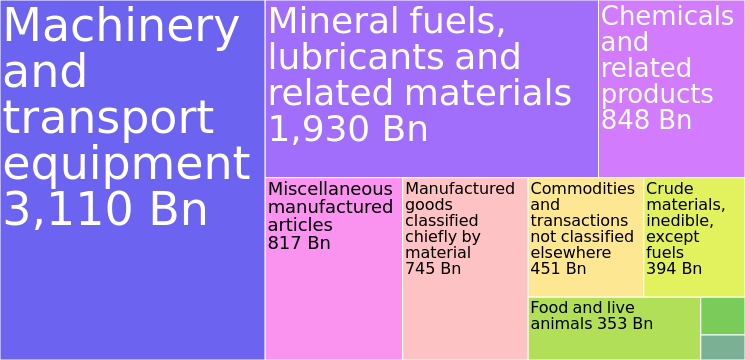 Machinery
and
transport
equipment
3,110 Bn
Mineral fuels,
lubricants and
related materials
1,930 Bn
Chemicals
and
related
products
848 Bn
Miscellaneous
manufactured
articles
817 Bn
Manufactured
goods
classified
chiefly by
material
745 Bn
Commodities
and
transactions
not classified
elsewhere
451 Bn
Crude
materials,
inedible,
except
fuels
394 Bn
Food and live
animals 353 Bn